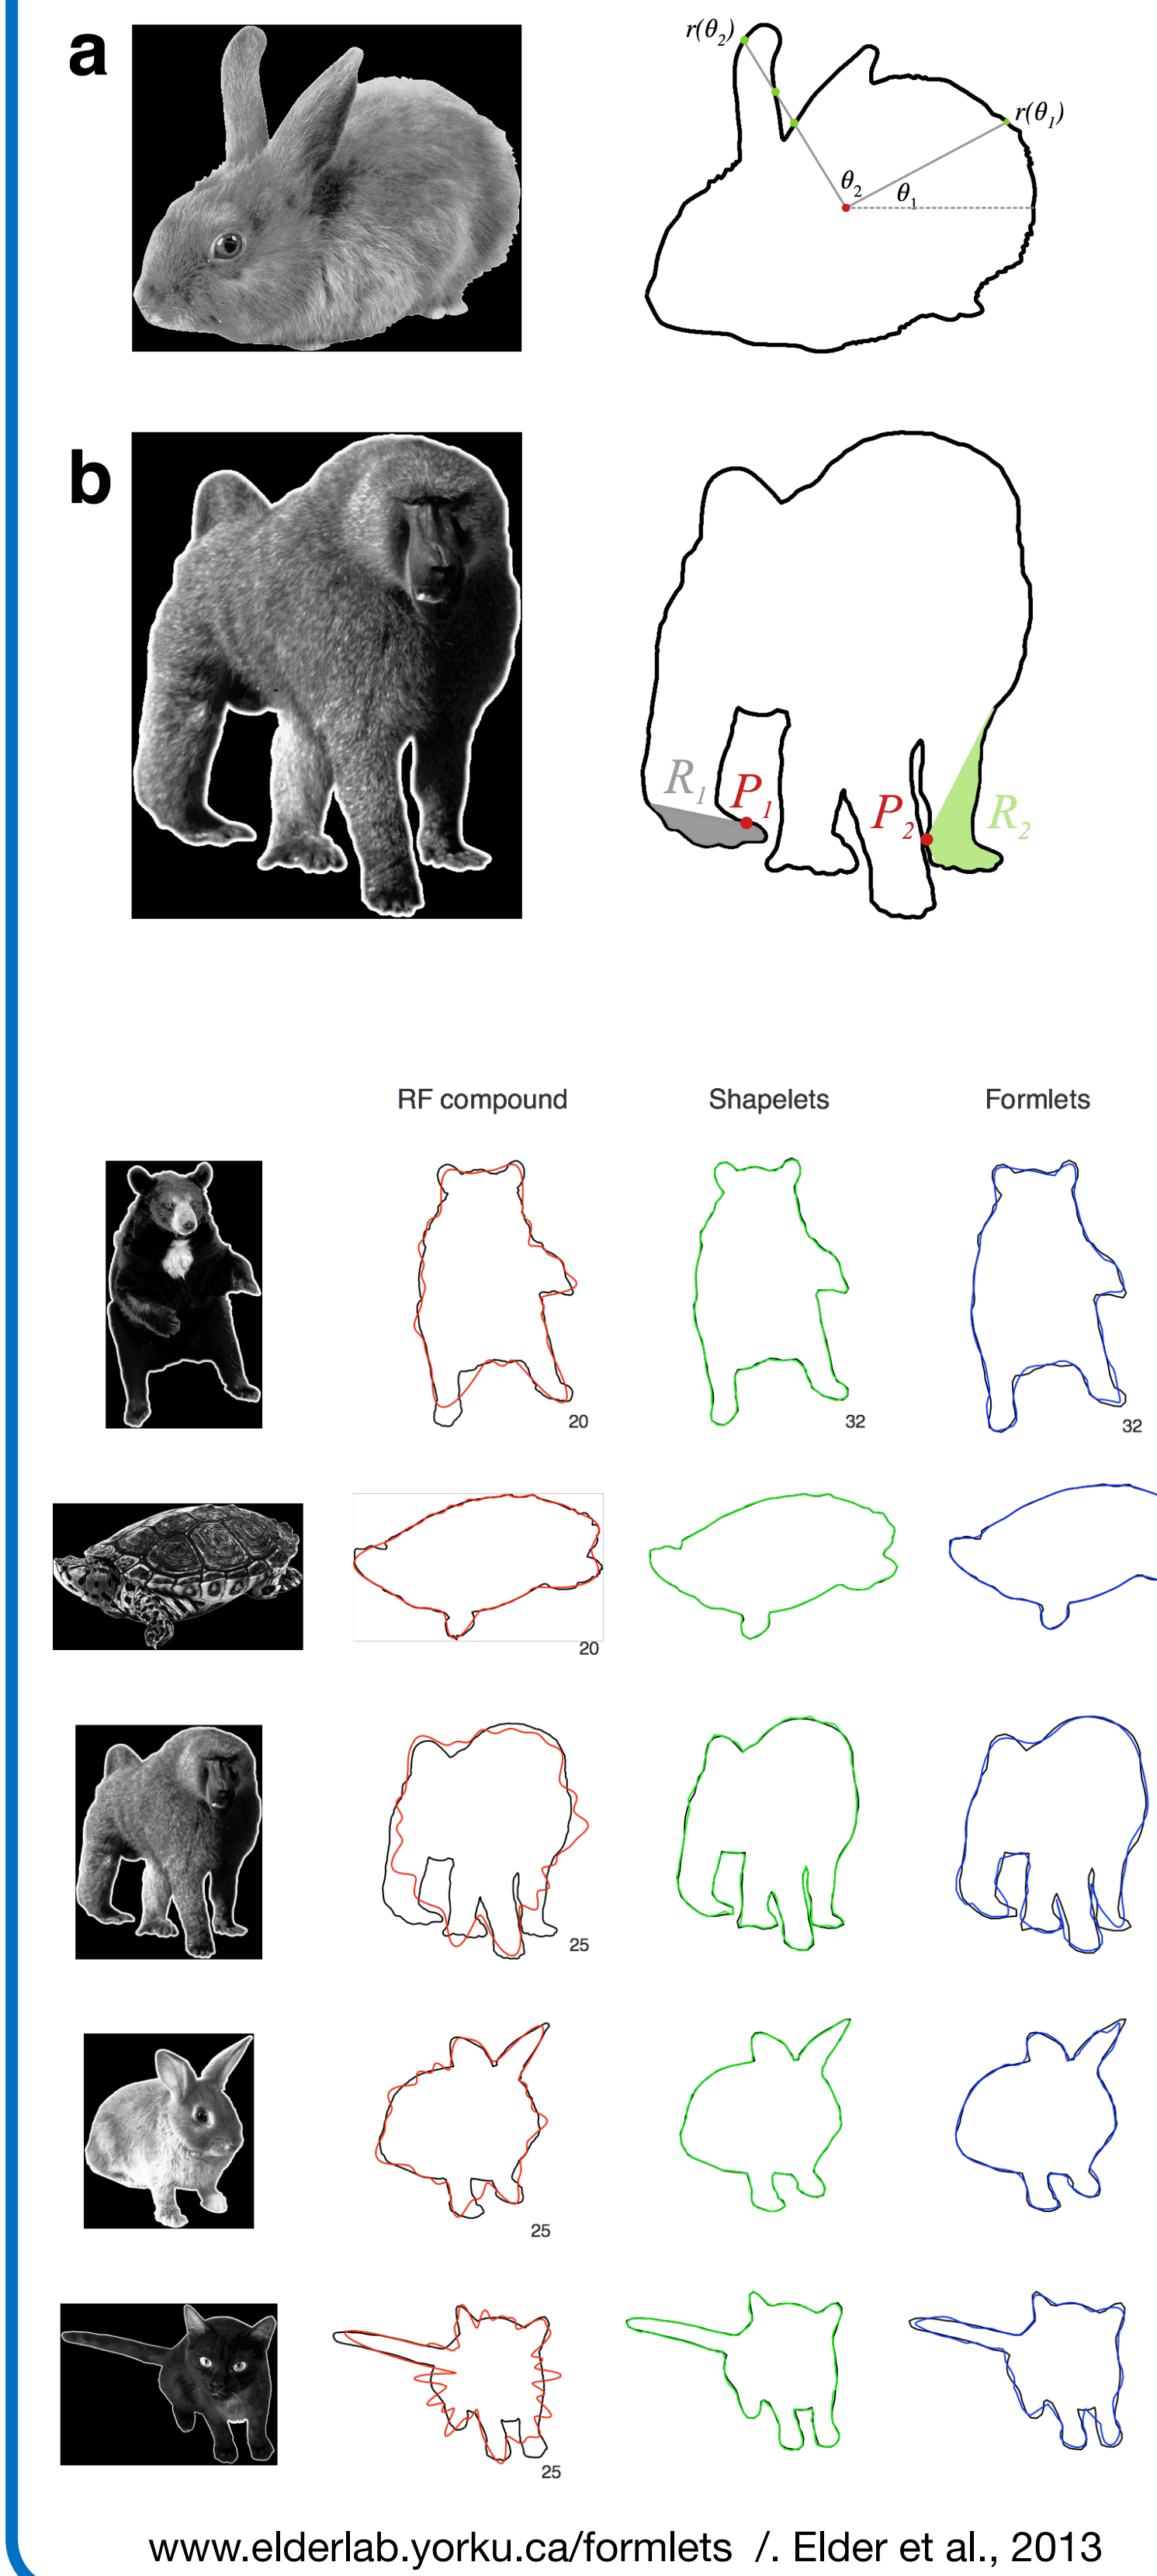 a
r(θ2)
r(θ1)
θ2
θ1
b
R1
P1
P2
R2
RF compound
Shapelets
Formlets
20
32
32
20
25
25
25
www.elderlab.yorku.ca/formlets /. Elder et al., 2013